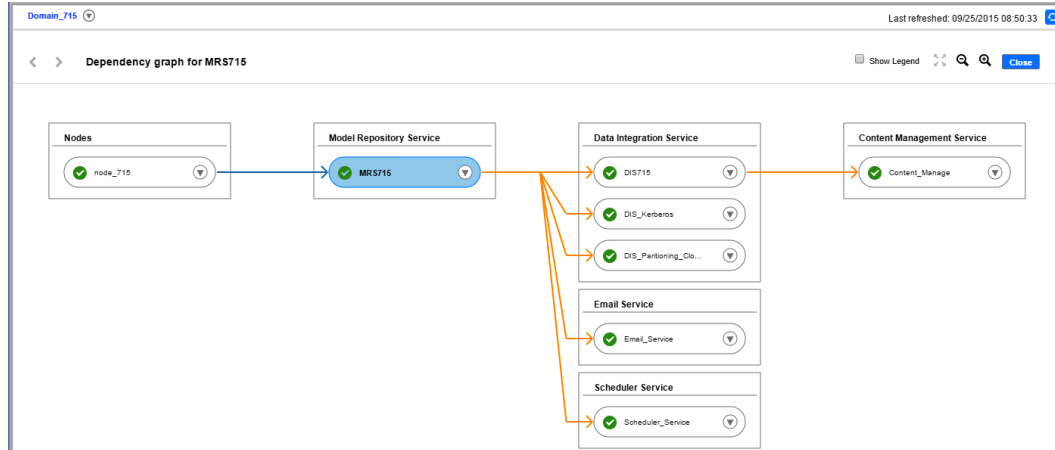 Domain_715
Last refreshed: 09/25/2015 08:50:33
Dependency graph for MRS715
Show Legend
Close
Nodes
node_715
Model Repository Service
MRS715
Data Integration Service
DIS715
DIS_Kerberos
DIS_Paritioning_Clo...
Email Service
Email_Service
Scheduler Service
Scheduler_Service
Content Management Service
Content_Manage